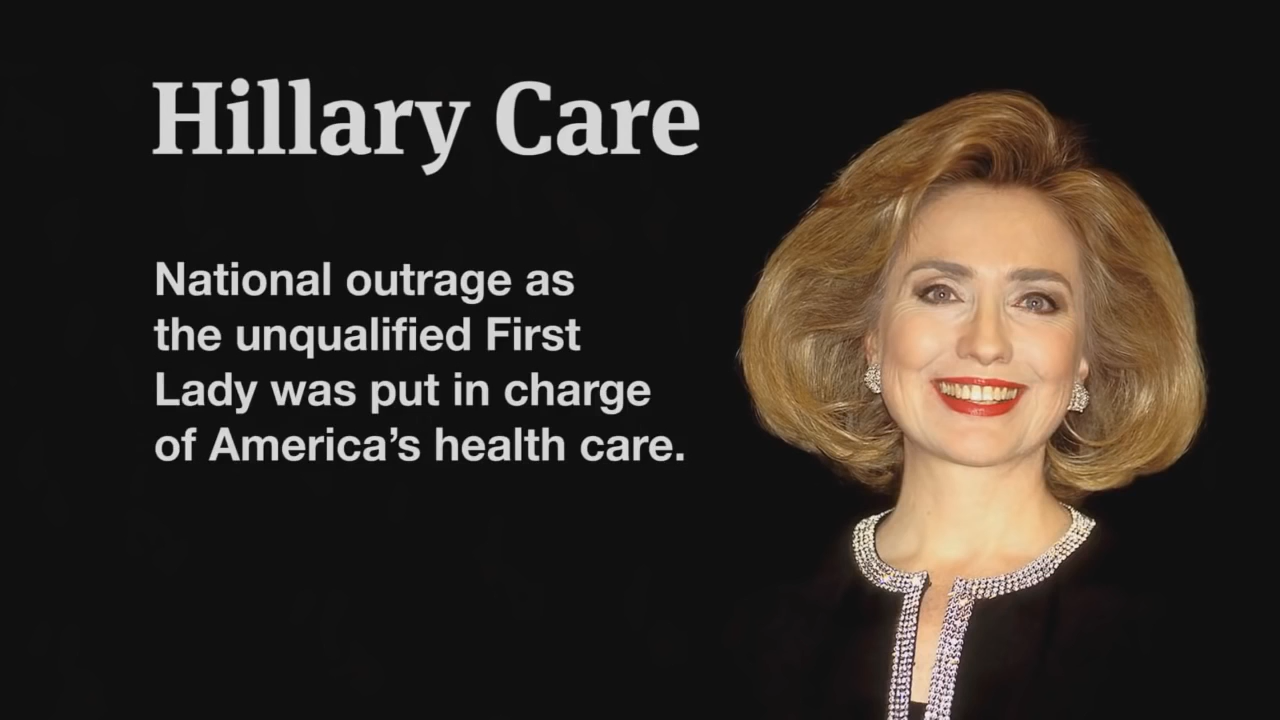 Hillary Care
National outrage as
the unqualified First
Lady was put in charge
of America’s health care.